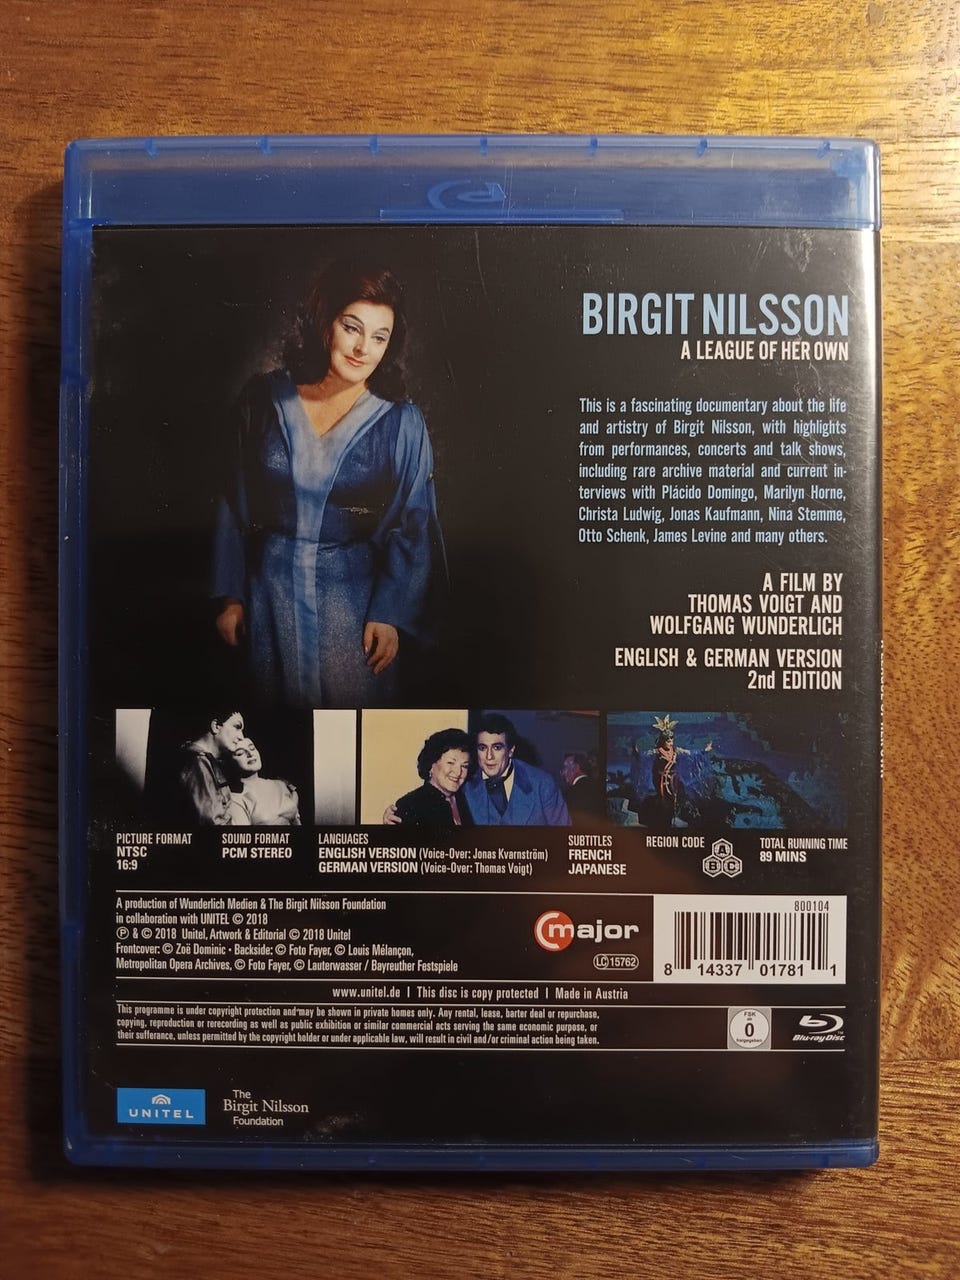 BIRGIT NILSSON
A LEAGUE OF HER OWN
This is a fascinating documentary about the life
and artistry of Birgit Nilsson, with highlights
from performances, concerts and talk shows,
including rare archive material and current in-
terviews with Plácido Domingo, Marilyn Horne,
Christa Ludwig, Jonas Kaufmann, Nina Stemme,
Otto Schenk, James Levine and many others.
A FILM BY
THOMAS VOIGT AND
WOLFGANG WUNDERLICH
ENGLISH & GERMAN VERSION
2nd EDITION
PICTURE FORMAT
NTSC
16:9
SOUND FORMAT
PCM STEREO
LANGUAGES
ENGLISH VERSION (Voice-Over: Jonas Kvarnström)
GERMAN VERSION (Voice-Over: Thomas Voigt)
SUBTITLES
FRENCH
JAPANESE
REGION CODE
A
B C
TOTAL RUNNING TIME
89 MINS
A production of Wunderlich Medien & The Birgit Nilsson Foundation
in collaboration with UNITEL © 2018
℗ & © 2018 Unitel, Artwork & Editorial © 2018 Unitel
Frontcover: © Zoë Dominic • Backside: © Foto Fayer, © Louis Mélançon,
Metropolitan Opera Archives, © Foto Fayer, © Lauterwasser / Bayreuther Festspiele
C major
LC 15762
800104
8 14337 01781 1
www.unitel.de | This disc is copy protected | Made in Austria
This programme is under copyright protection and may be shown in private homes only. Any rental, lease, barter deal or repurchase,
copying, reproduction or rerecording as well as public exhibition or similar commercial acts serving the same economic purpose, or
their sufferance, unless permitted by the copyright holder or under applicable law, will result in civil and/or criminal action being taken.
FSK
ab
0
freigegeben
Blu-ray Disc
UNITEL
The
Birgit Nilsson
Foundation